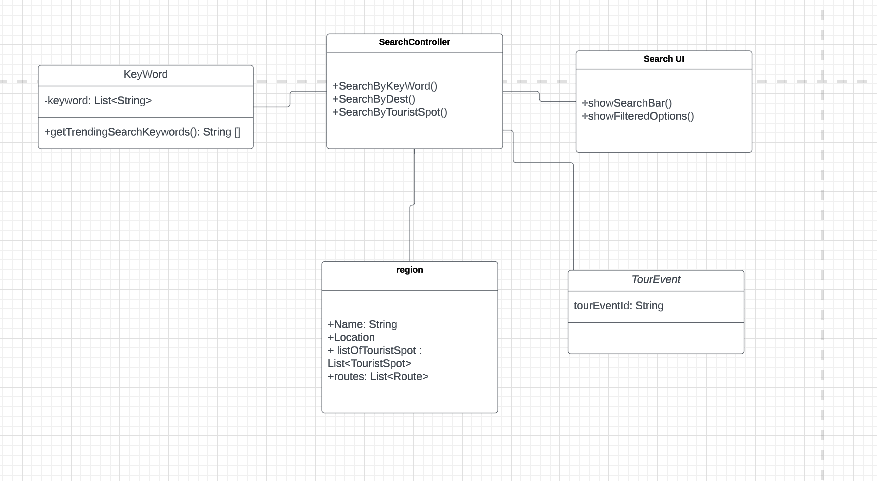 SearchController
+SearchByKeyWord()
+SearchByDest()
+SearchByTouristSpot()
Search UI
+showSearchBar()
+showFilteredOptions()
KeyWord
-keyword: List<String>
+getTrendingSearchKeywords(): String []
region
+Name: String
+Location
+ listOfTouristSpot :
List<TouristSpot>
+routes: List<Route>
TourEvent
tourEventId: String